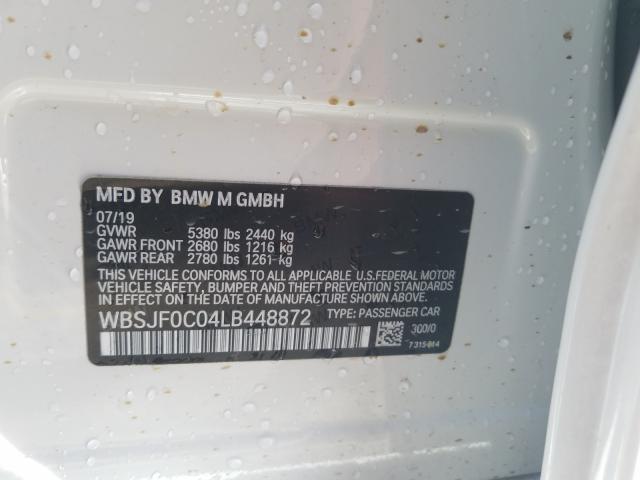 MFD BY BMW M GMBH
07/19
GVWR 5380 lbs 2440 kg
GAWR FRONT 2680 lbs 1216 kg
GAWR REAR 2780 lbs 1261 kg
THIS VEHICLE CONFORMS TO ALL APPLICABLE U.S.FEDERAL MOTOR
VEHICLE SAFETY, BUMPER AND THEFT PREVENTION STANDARDS
IN EFFECT ON THE DATE OF MANUFACTURE SHOWN ABOVE.
WBSJF0C04LB448872 TYPE: PASSENGER CAR
300/0